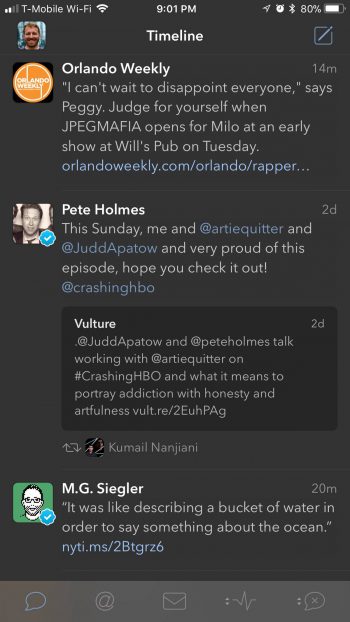 T-Mobile Wi-Fi 9:01 PM 80%
Timeline
Orlando Weekly 14m
ORLANDO
WEEKLY
"I can't wait to disappoint everyone," says
Peggy. Judge for yourself when
JPEGMAFIA opens for Milo at an early
show at Will's Pub on Tuesday.
orlandoweekly.com/orlando/rapper…
Pete Holmes 2d
This Sunday, me and @artiequitter and
@JuddApatow and very proud of this
episode, hope you check it out!
@crashinghbo
Vulture 2d
.@JuddApatow and @peteholmes talk
working with @artiequitter on
#CrashingHBO and what it means to
portray addiction with honesty and
artfulness vult.re/2EuhPAg
Kumail Nanjiani
M.G. Siegler 20m
“It was like describing a bucket of water in
order to say something about the ocean.”
nyti.ms/2Btgrz6